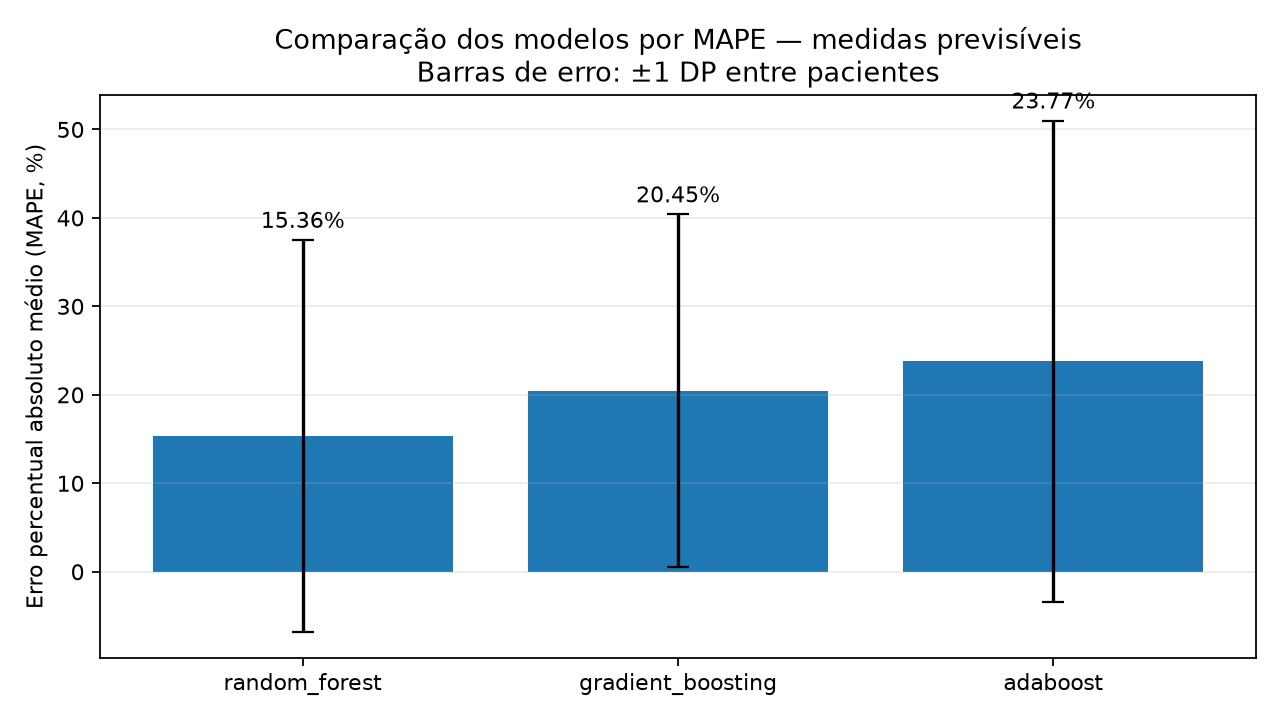 Comparação dos modelos por MAPE — medidas previsíveis
Barras de erro: ±1 DP entre pacientes
Erro percentual absoluto médio (MAPE, %)
50
40
30
20
10
0
15.36%
20.45%
23.77%
random_forest
gradient_boosting
adaboost